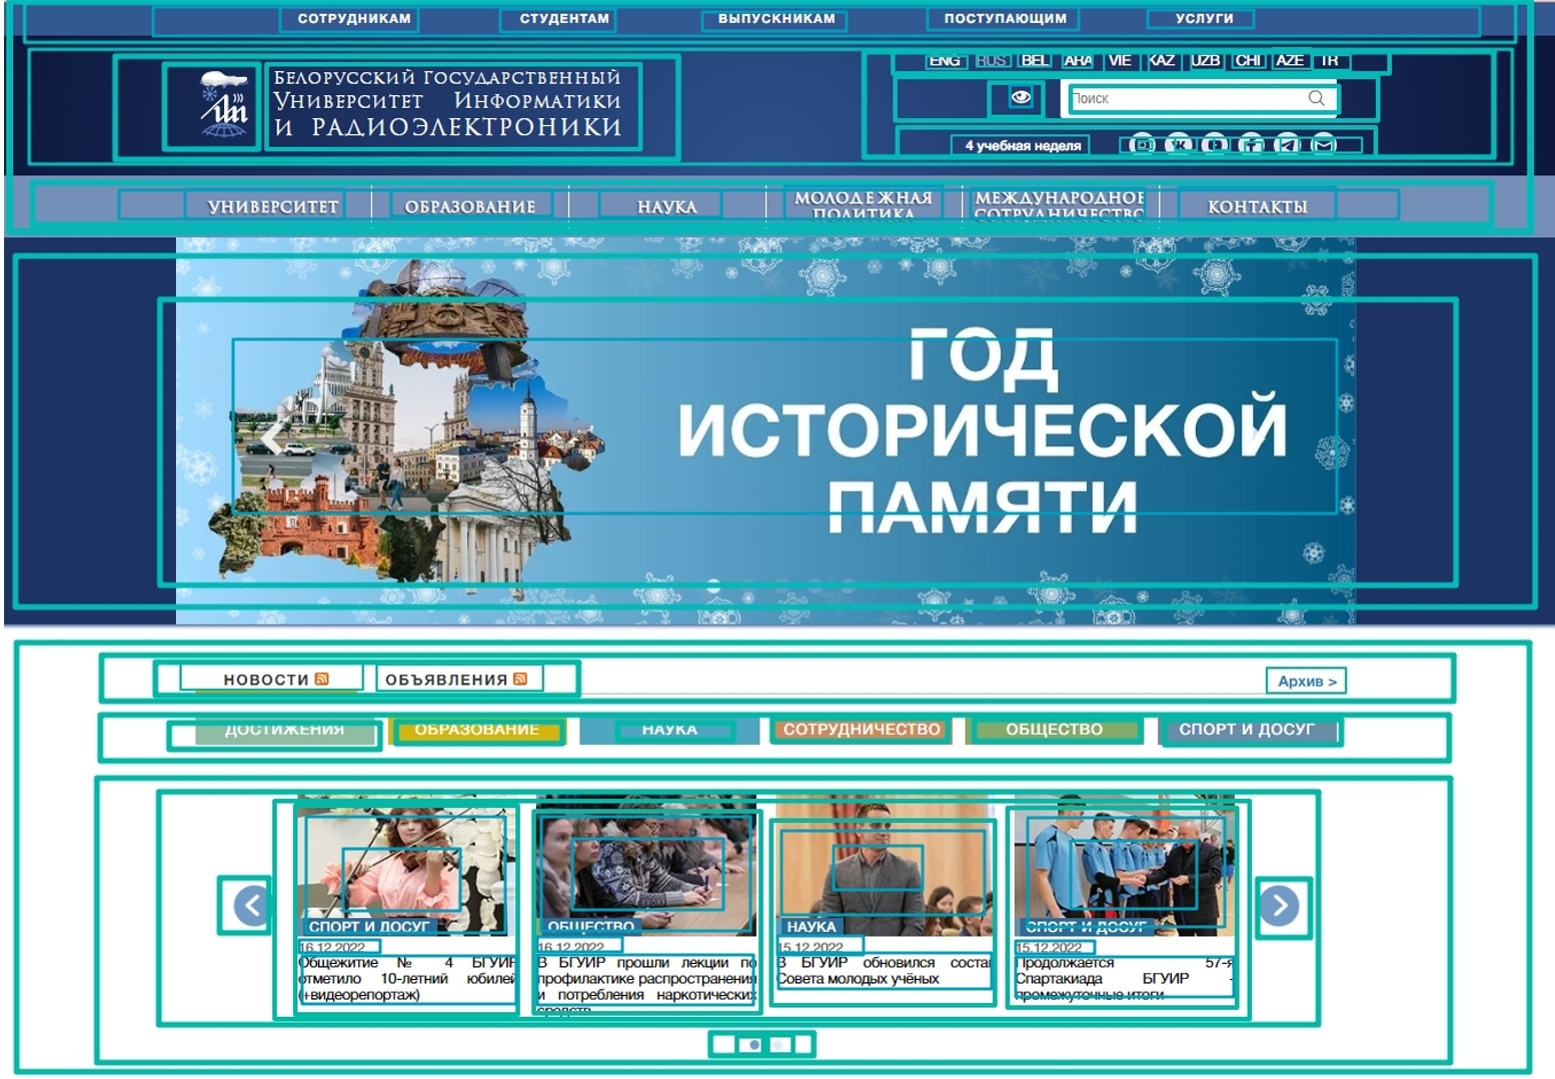 СОТРУДНИКАМ СТУДЕНТАМ ВЫПУСКНИКАМ ПОСТУПАЮЩИМ УСЛУГИ
ENG RUS BEL ARA VIE KAZ UZB CHI AZE TR
Белорусский Государственный
Университет Информатики
и радиоэлектроники
Поиск
4 учебная неделя
УНИВЕРСИТЕТ ОБРАЗОВАНИЕ НАУКА МОЛОДЕЖНАЯ ПОЛИТИКА МЕЖДУНАРОДНОЕ СОТРУДНИЧЕСТВО КОНТАКТЫ
ГОД
ИСТОРИЧЕСКОЙ
ПАМЯТИ
НОВОСТИ ОБЪЯВЛЕНИЯ Архив >
ДОСТИЖЕНИЯ ОБРАЗОВАНИЕ НАУКА СОТРУДНИЧЕСТВО ОБЩЕСТВО СПОРТ И ДОСУГ
СПОРТ И ДОСУГ
16.12.2022
Общежитие № 4 БГУИР
отметило 10-летний юбилей
(+видеорепортаж)
ОБЩЕСТВО
16.12.2022
В БГУИР прошли лекции по
профилактике распространения
и потребления наркотических
средств
НАУКА
15.12.2022
В БГУИР обновился состав
Совета молодых учёных
СПОРТ И ДОСУГ
15.12.2022
Продолжается 57-я
Спартакиада БГУИР -
промежуточные итоги